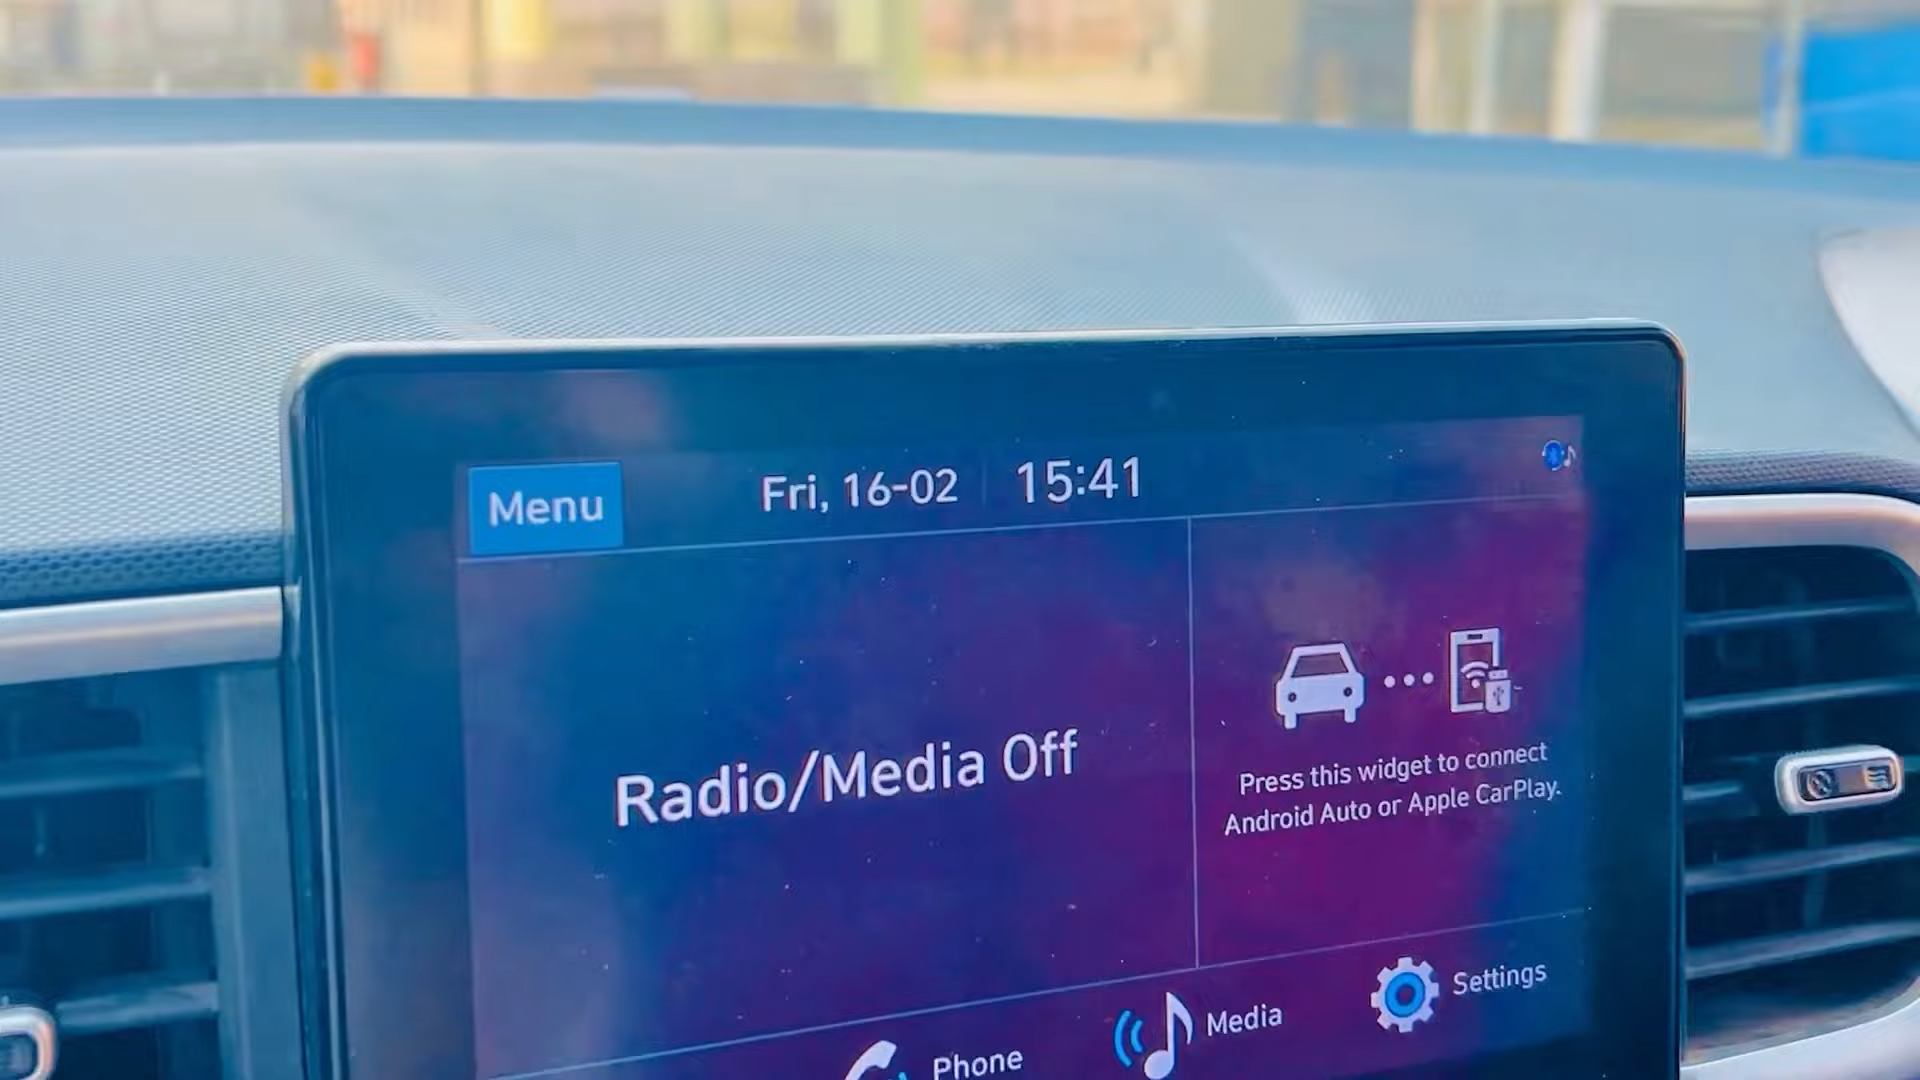 Menu
Fri, 16-02
15:41
Radio/Media Off
Press this widget to connect
Android Auto or Apple CarPlay.
Phone
Media
Settings